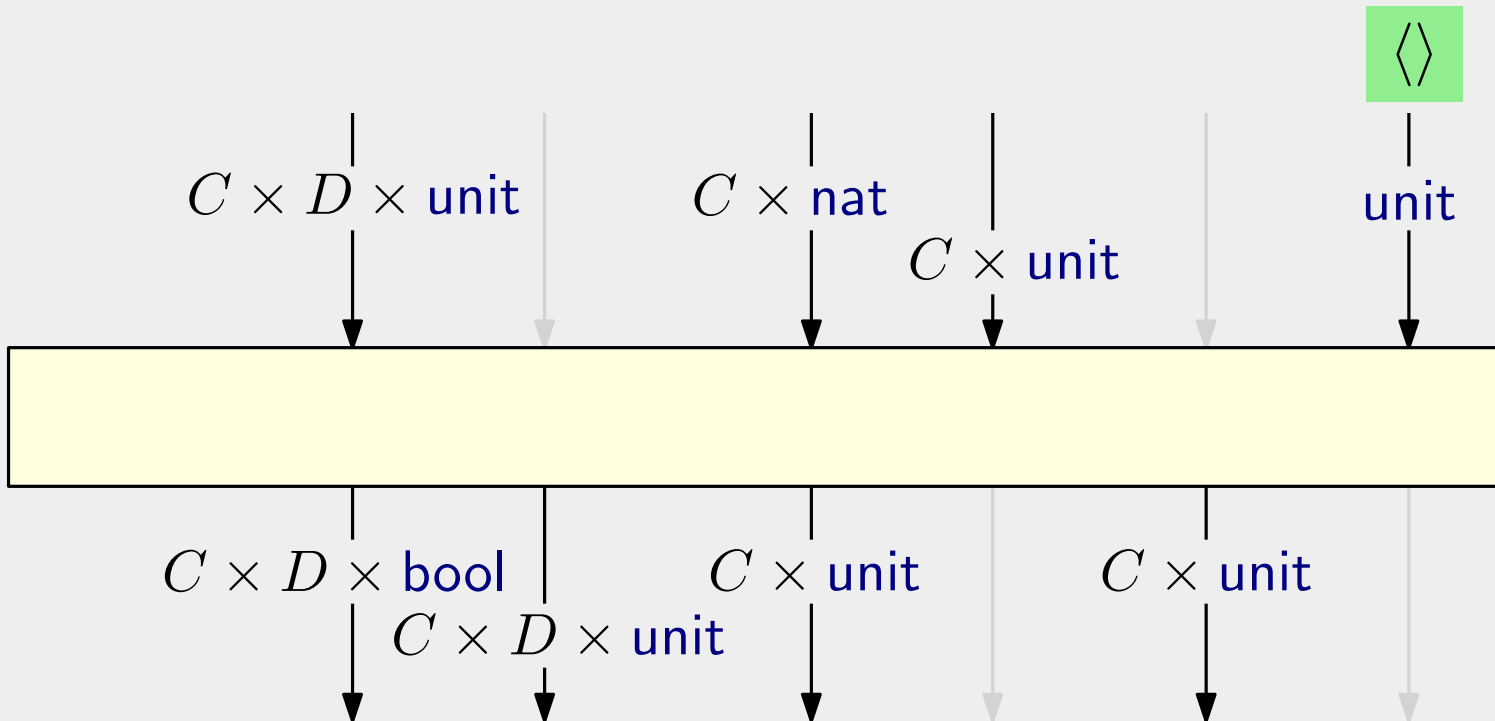 ⟨⟩
C × D × unit
C × nat
unit
C × unit
C × D × bool
C × unit
C × unit
C × D × unit